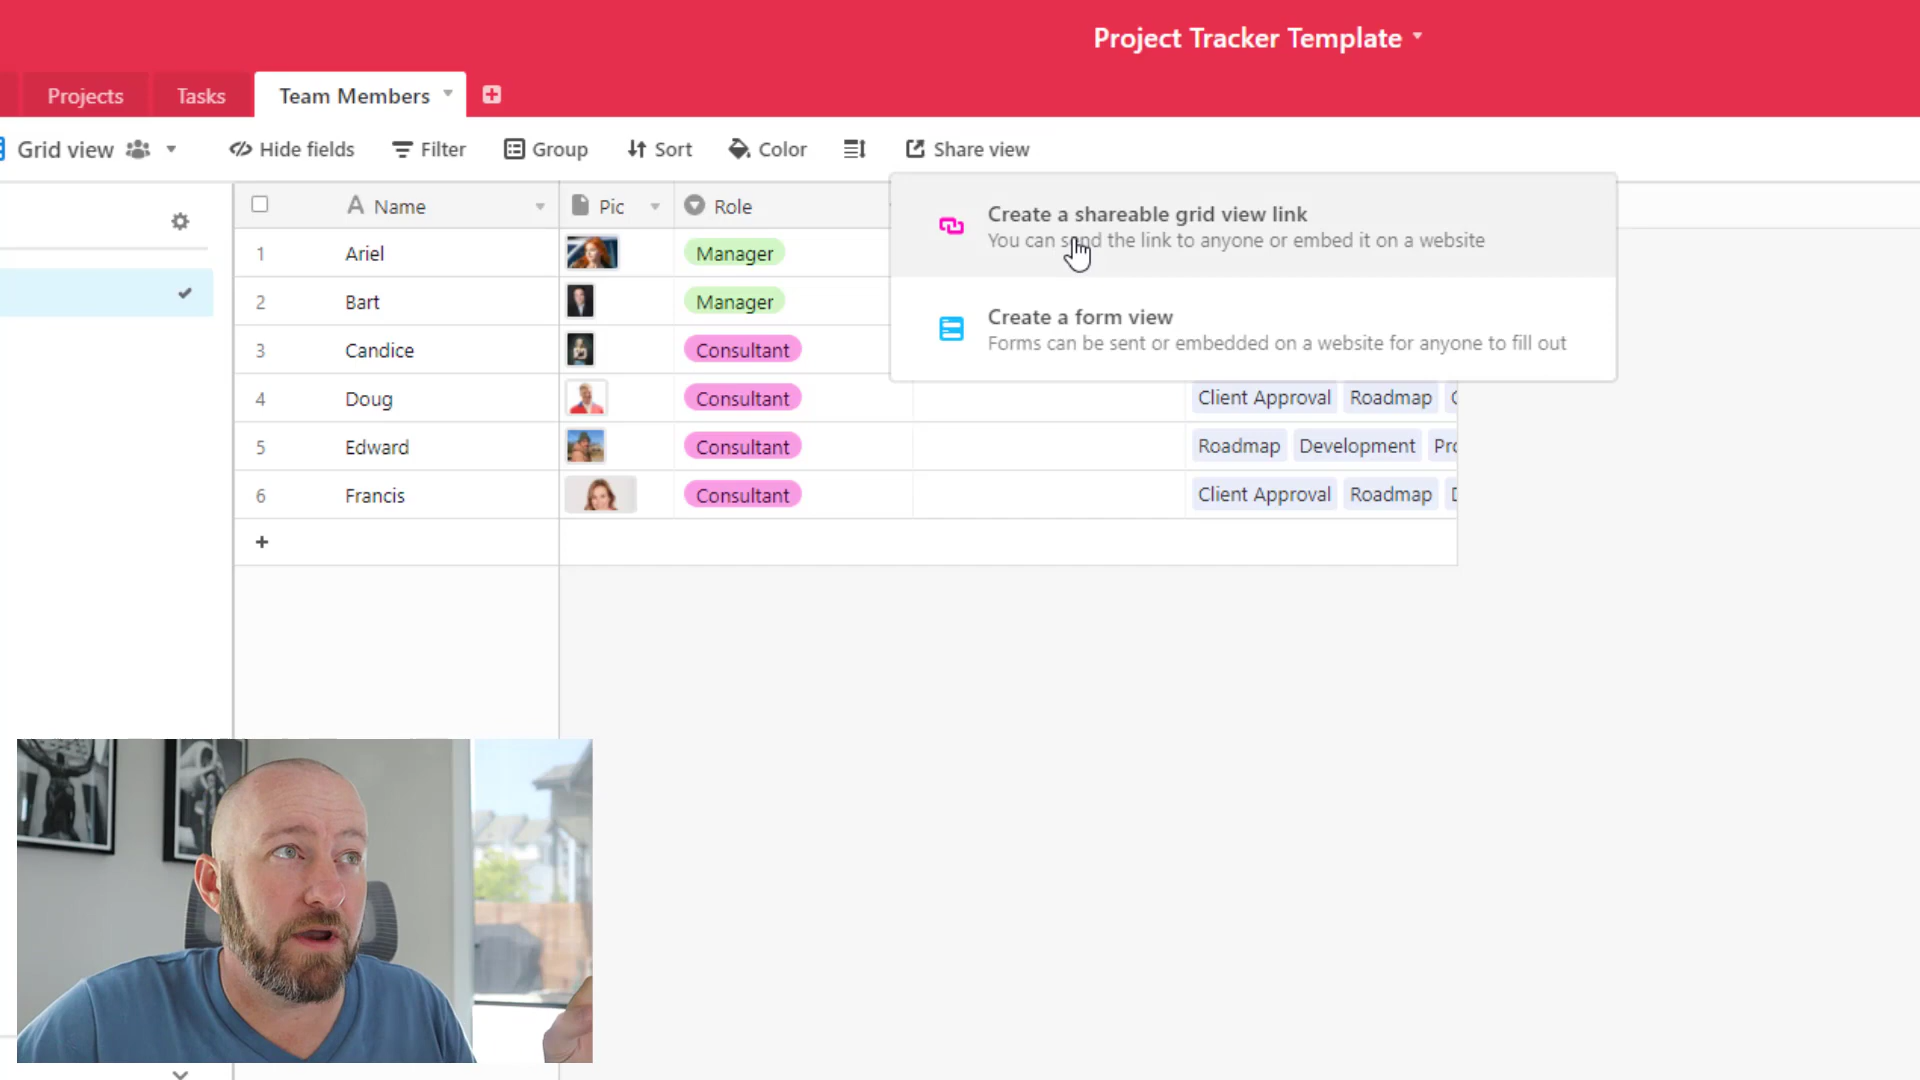 Project Tracker Template
Projects
Tasks
Team Members
Grid view
Hide fields
Filter
Group
Sort
Color
Share view
Name
Pic
Role
Create a shareable grid view link
You can send the link to anyone or embed it on a website
Create a form view
Forms can be sent or embedded on a website for anyone to fill out
1 Ariel Manager
2 Bart Manager
3 Candice Consultant
4 Doug Consultant Client Approval Roadmap
5 Edward Consultant Roadmap Development
6 Francis Consultant Client Approval Roadmap